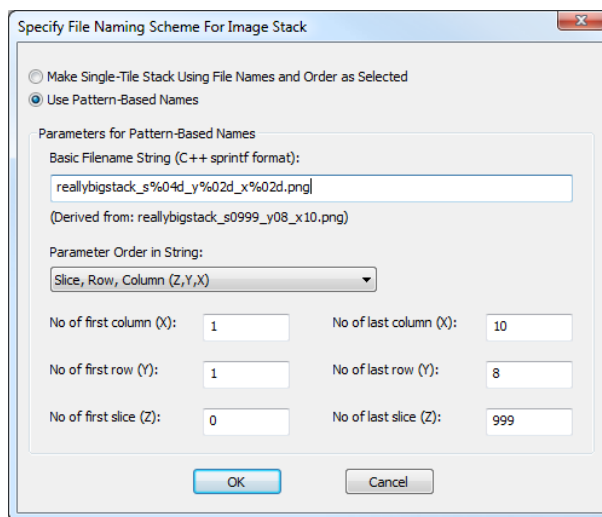 Specify File Naming Scheme For Image Stack
Make Single-Tile Stack Using File Names and Order as Selected
Use Pattern-Based Names
Parameters for Pattern-Based Names
Basic Filename String (C++ sprintf format):
reallybigstack_s%04d_y%02d_x%02d.png
(Derived from: reallybigstack_s0999_y08_x10.png)
Parameter Order in String:
Slice, Row, Column (Z,Y,X)
No of first column (X): 1 No of last column (X): 10
No of first row (Y): 1 No of last row (Y): 8
No of first slice (Z): 0 No of last slice (Z): 999
OK Cancel